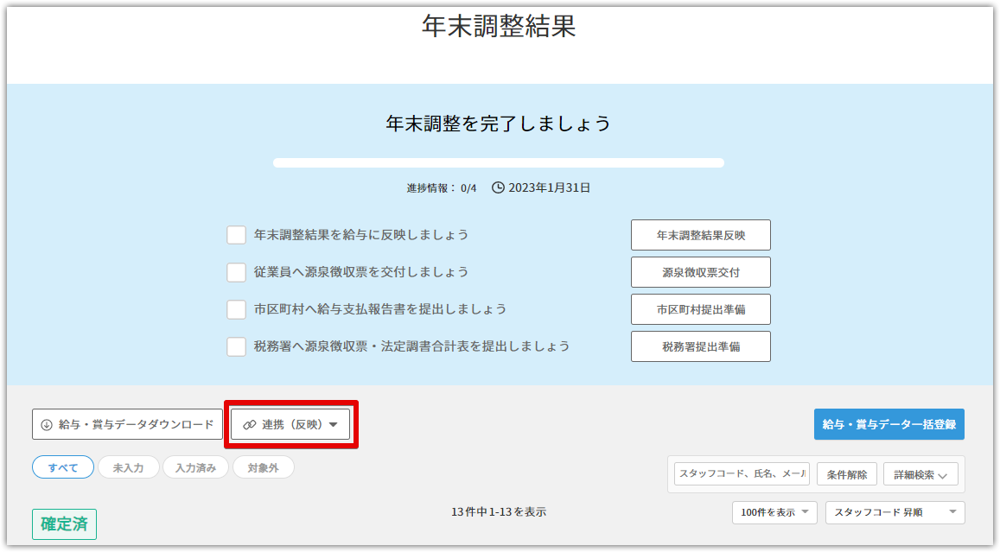 年末調整結果
年末調整を完了しましょう
進捗情報： 0/4 2023年1月31日
年末調整結果を給与に反映しましょう 年末調整結果反映
従業員へ源泉徴収票を交付しましょう 源泉徴収票交付
市区町村へ給与支払報告書を提出しましょう 市区町村提出準備
税務署へ源泉徴収票・法定調書合計表を提出しましょう 税務署提出準備
給与・賞与データダウンロード 連携（反映） 給与・賞与データ一括登録
すべて 未入力 入力済み 対象外 スタッフコード、氏名、メール 条件解除 詳細検索
13件中1-13を表示 100件を表示 スタッフコード 昇順
確定済